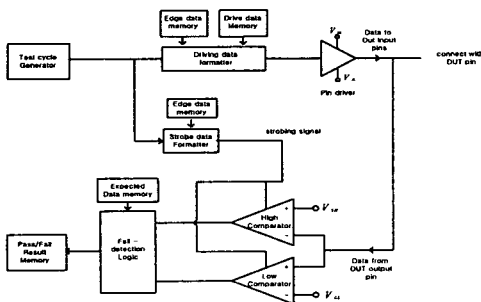 Edge data
memory
Drive data
Memory
Test cycle
Generator
Driving data
formatter
Pin driver
Data to
Dut Input
pins
connect with
DUT pin
Edge data
memory
Strobe data
Formatter
strobing signal
Expected
Data memory
Pass/Fail
Result
Memory
Fail -
detection
Logic
High
Comparator
Low
Comparator
Data from
DUT output
pin
+
-
+
-